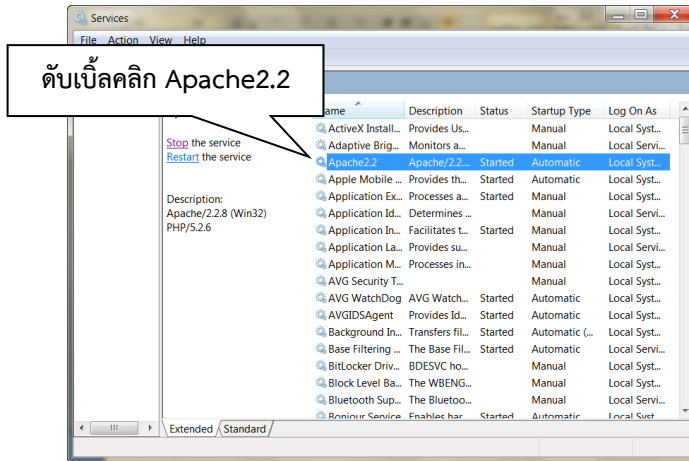 Services
File Action View Help
ดับเบิ้ลคลิก Apache2.2
Name Description Status Startup Type Log On As
Stop the service
Restart the service
Description:
Apache/2.2.8 (Win32)
PHP/5.2.6
ActiveX Install... Provides Us... Manual Local Syst...
Adaptive Brig... Monitors a... Manual Local Servi...
Apache2.2 Apache/2.2... Started Automatic Local Syst...
Apple Mobile ... Provides th... Started Automatic Local Syst...
Application Ex... Processes a... Started Manual Local Syst...
Application Id... Determines ... Manual Local Servi...
Application In... Facilitates t... Started Manual Local Syst...
Application La... Provides su... Manual Local Servi...
Application M... Processes in... Manual Local Syst...
AVG Security T... Manual Local Syst...
AVG WatchDog AVG Watch... Started Automatic Local Syst...
AVGIDSAgent Provides Id... Started Automatic Local Syst...
Background In... Transfers fil... Started Automatic (... Local Syst...
Base Filtering ... The Base Fil... Started Automatic Local Servi...
BitLocker Driv... BDESVC ho... Manual Local Syst...
Block Level Ba... The WBENG... Manual Local Syst...
Bluetooth Sup... The Bluetoo... Manual Local Servi...
Bonjour Service Enables har... Started Automatic Local Syst...
Extended Standard